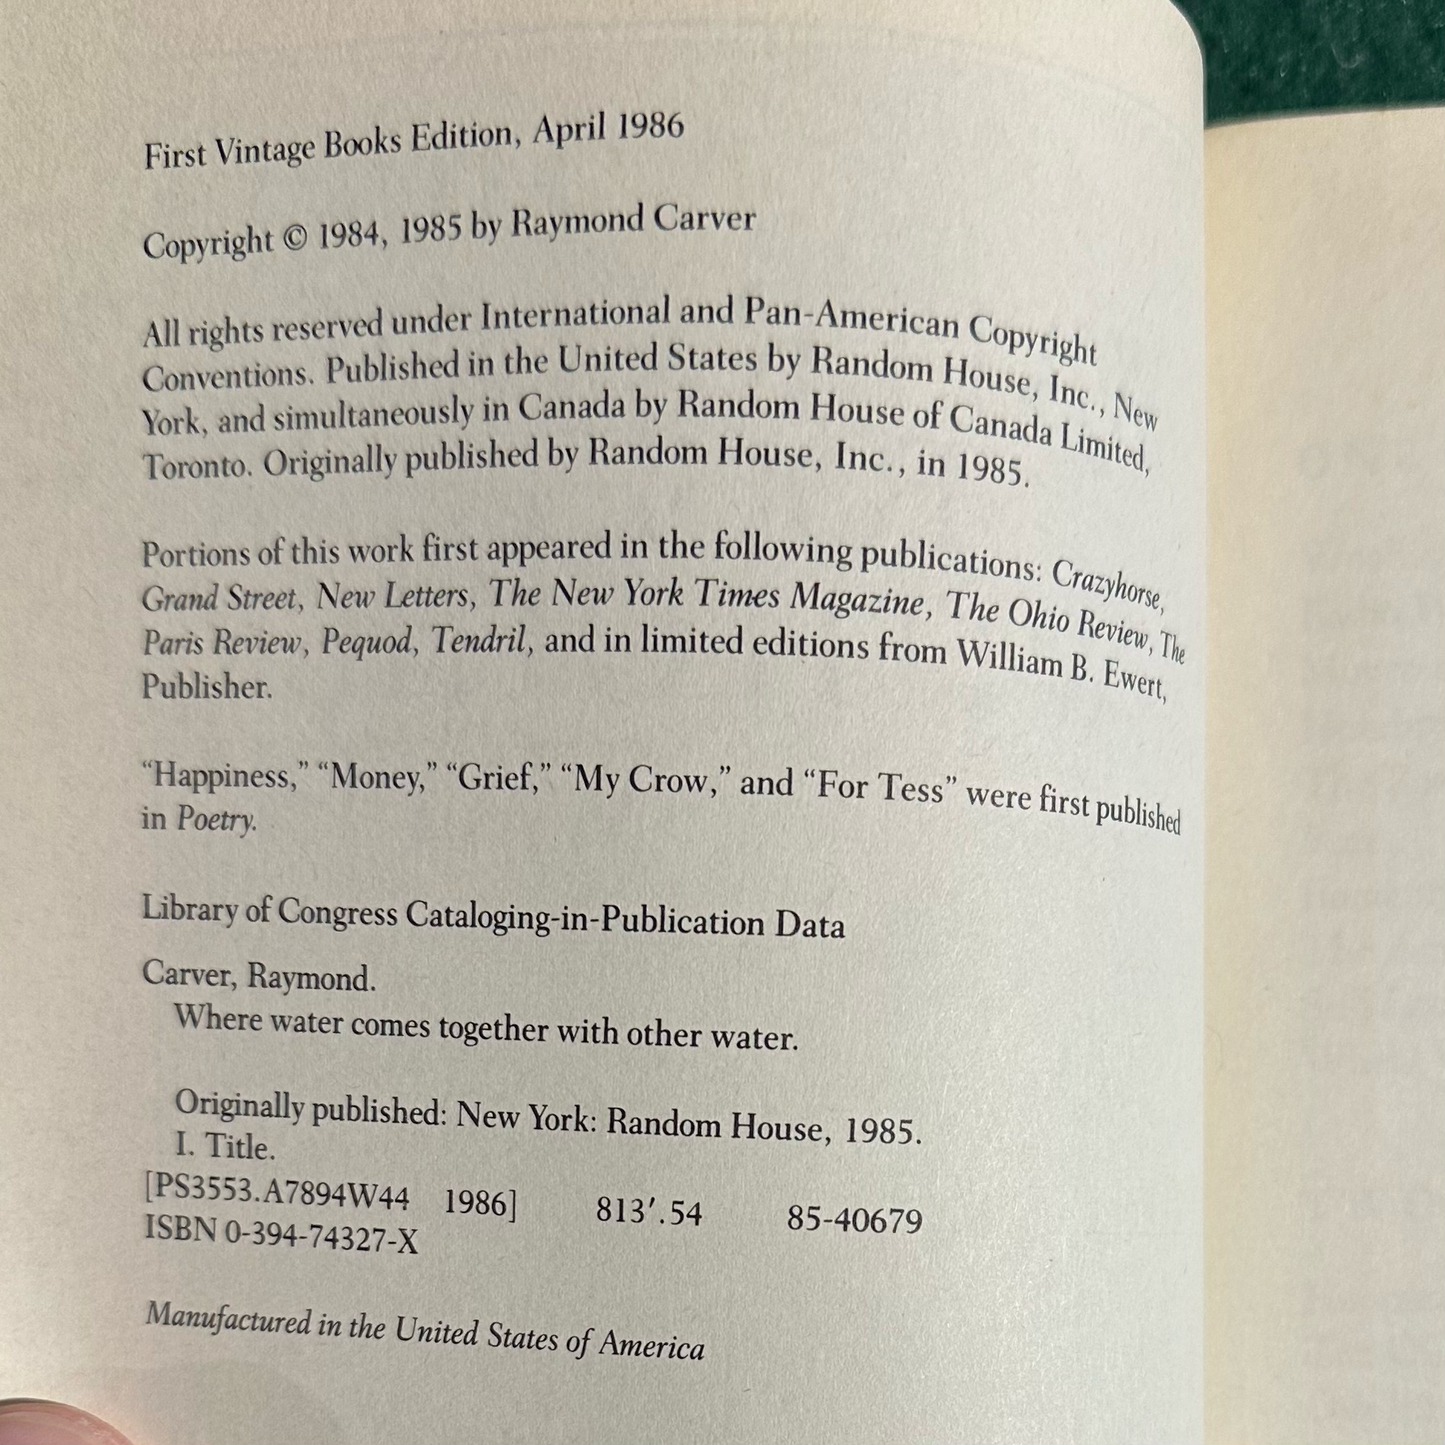 First Vintage Books Edition, April 1986
Copyright © 1984, 1985 by Raymond Carver
All rights reserved under International and Pan-American Copyright
Conventions. Published in the United States by Random House, Inc., New
York, and simultaneously in Canada by Random House of Canada Limited,
Toronto. Originally published by Random House, Inc., in 1985.
Portions of this work first appeared in the following publications: Crazyhorse,
Grand Street, New Letters, The New York Times Magazine, The Ohio Review, The
Paris Review, Pequod, Tendril, and in limited editions from William B. Ewert,
Publisher.
“Happiness,” “Money,” “Grief,” “My Crow,” and “For Tess” were first published
in Poetry.
Library of Congress Cataloging-in-Publication Data
Carver, Raymond.
Where water comes together with other water.
Originally published: New York: Random House, 1985.
I. Title.
[PS3553.A7894W44 1986] 813′.54 85-40679
ISBN 0-394-74327-X
Manufactured in the United States of America